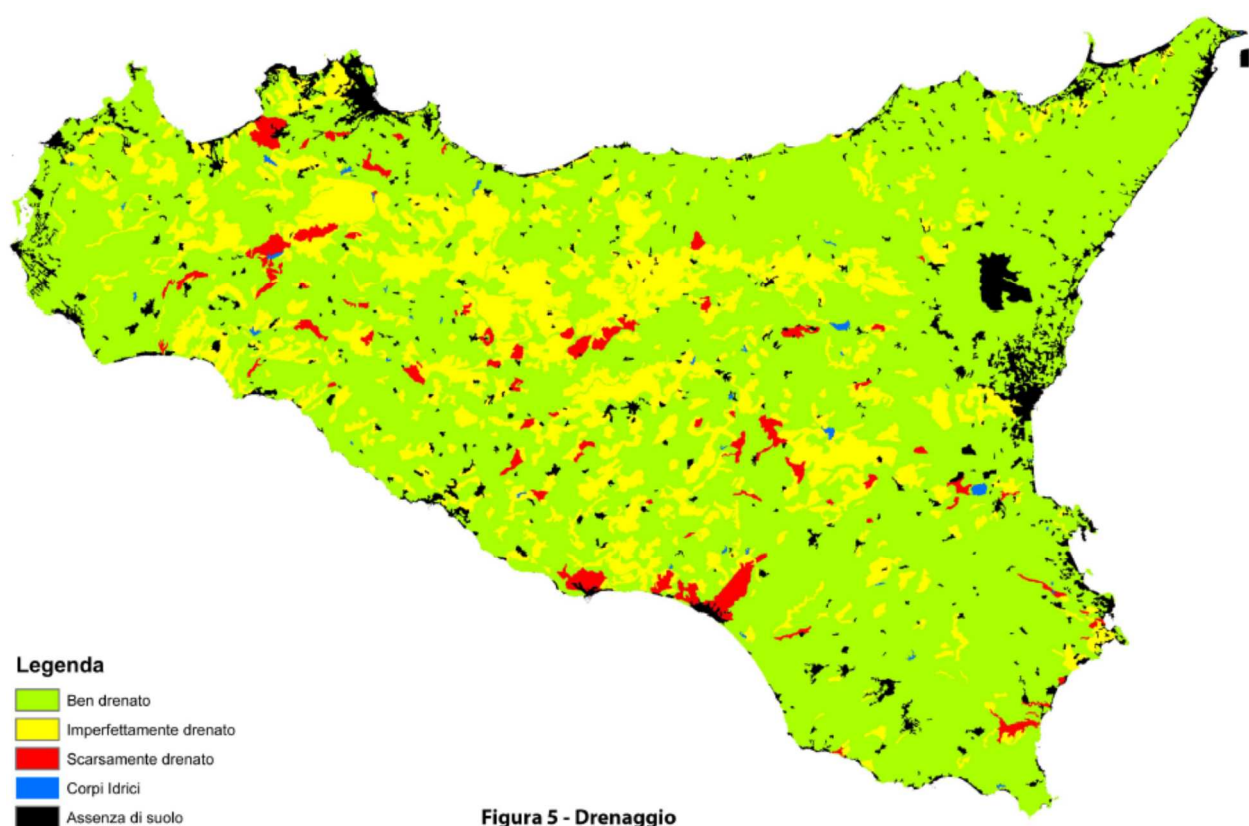 Legenda
Ben drenato
Imperfettamente drenato
Scarsamente drenato
Corpi Idrici
Assenza di suolo
Figura 5 - Drenaggio